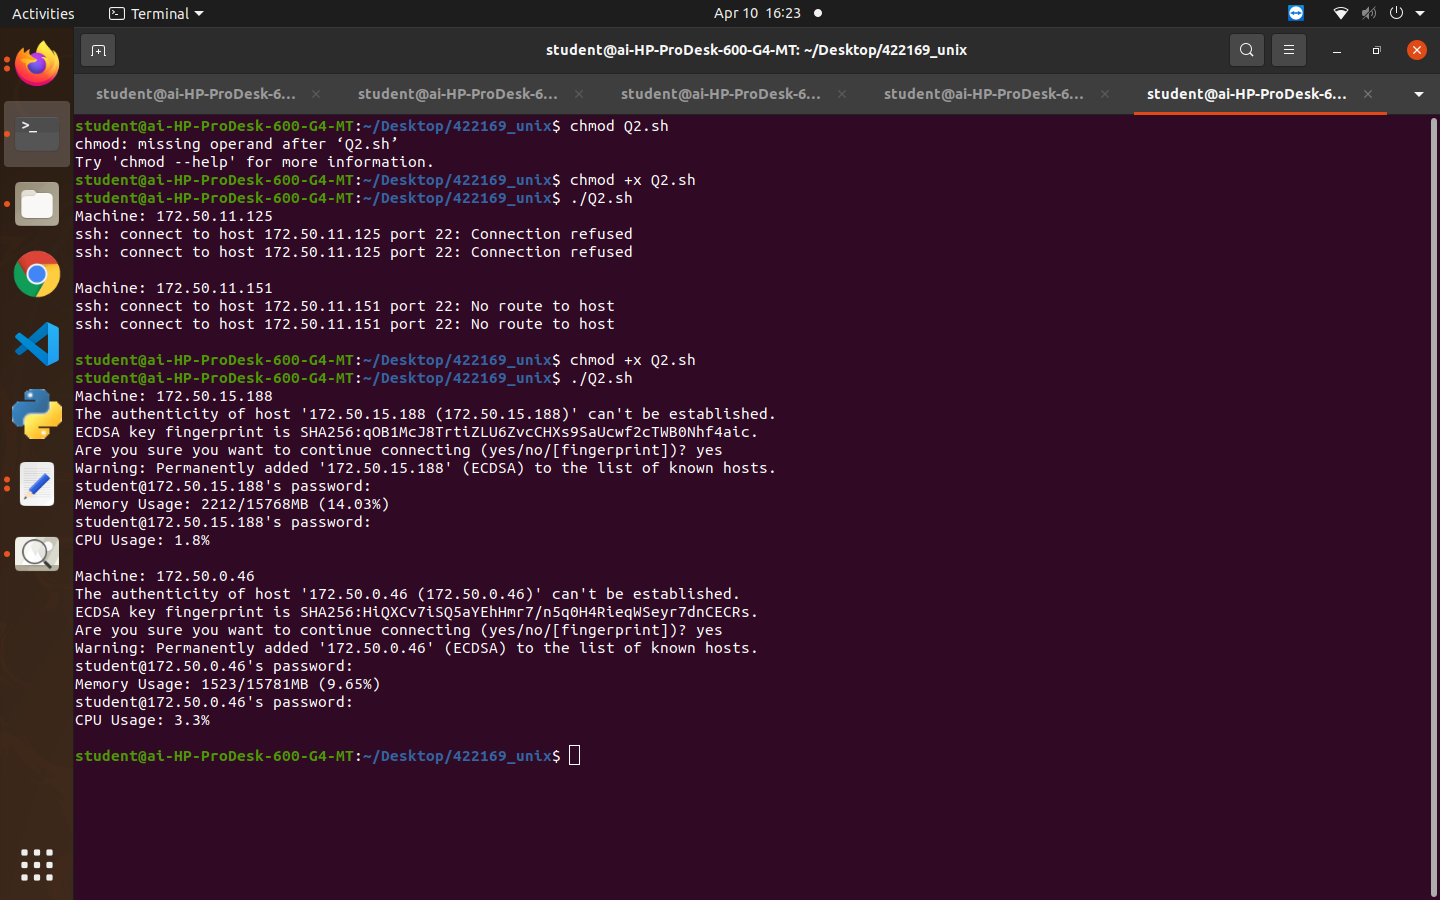 Activities
Terminal
Apr 10 16:23
student@ai-HP-ProDesk-600-G4-MT: ~/Desktop/422169_unix
student@ai-HP-ProDesk-6...
student@ai-HP-ProDesk-6...
student@ai-HP-ProDesk-6...
student@ai-HP-ProDesk-6...
student@ai-HP-ProDesk-6...
student@ai-HP-ProDesk-600-G4-MT:~/Desktop/422169_unix$ chmod Q2.sh
chmod: missing operand after ‘Q2.sh’
Try 'chmod --help' for more information.
student@ai-HP-ProDesk-600-G4-MT:~/Desktop/422169_unix$ chmod +x Q2.sh
student@ai-HP-ProDesk-600-G4-MT:~/Desktop/422169_unix$ ./Q2.sh
Machine: 172.50.11.125
ssh: connect to host 172.50.11.125 port 22: Connection refused
ssh: connect to host 172.50.11.125 port 22: Connection refused
Machine: 172.50.11.151
ssh: connect to host 172.50.11.151 port 22: No route to host
ssh: connect to host 172.50.11.151 port 22: No route to host
student@ai-HP-ProDesk-600-G4-MT:~/Desktop/422169_unix$ chmod +x Q2.sh
student@ai-HP-ProDesk-600-G4-MT:~/Desktop/422169_unix$ ./Q2.sh
Machine: 172.50.15.188
The authenticity of host '172.50.15.188 (172.50.15.188)' can't be established.
ECDSA key fingerprint is SHA256:qOB1McJ8TrtiZLU6ZvcCHXs9SaUcwf2cTWB0Nhf4aic.
Are you sure you want to continue connecting (yes/no/[fingerprint])? yes
Warning: Permanently added '172.50.15.188' (ECDSA) to the list of known hosts.
student@172.50.15.188's password:
Memory Usage: 2212/15768MB (14.03%)
student@172.50.15.188's password:
CPU Usage: 1.8%
Machine: 172.50.0.46
The authenticity of host '172.50.0.46 (172.50.0.46)' can't be established.
ECDSA key fingerprint is SHA256:HiQXCv7iSQ5aYEhHmr7/n5q0H4RieqWSeyr7dnCECRs.
Are you sure you want to continue connecting (yes/no/[fingerprint])? yes
Warning: Permanently added '172.50.0.46' (ECDSA) to the list of known hosts.
student@172.50.0.46's password:
Memory Usage: 1523/15781MB (9.65%)
student@172.50.0.46's password:
CPU Usage: 3.3%
student@ai-HP-ProDesk-600-G4-MT:~/Desktop/422169_unix$